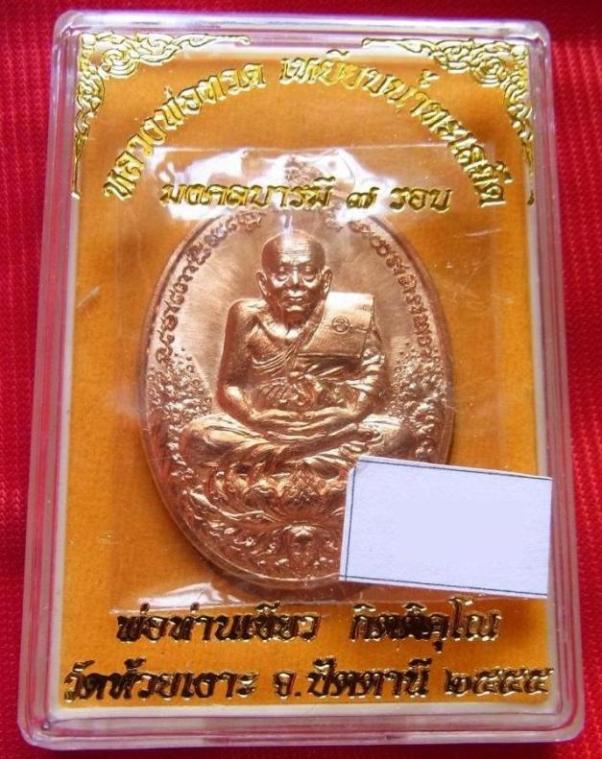 หลวงพ่อทวด เหยียบน้ำทะเลจืด
มงคลบารมี ๗ รอบ
พ่อท่านเขียว กิตติคุโณ
วัดห้วยเงาะ จ.ปัตตานี ๒๕๕๕